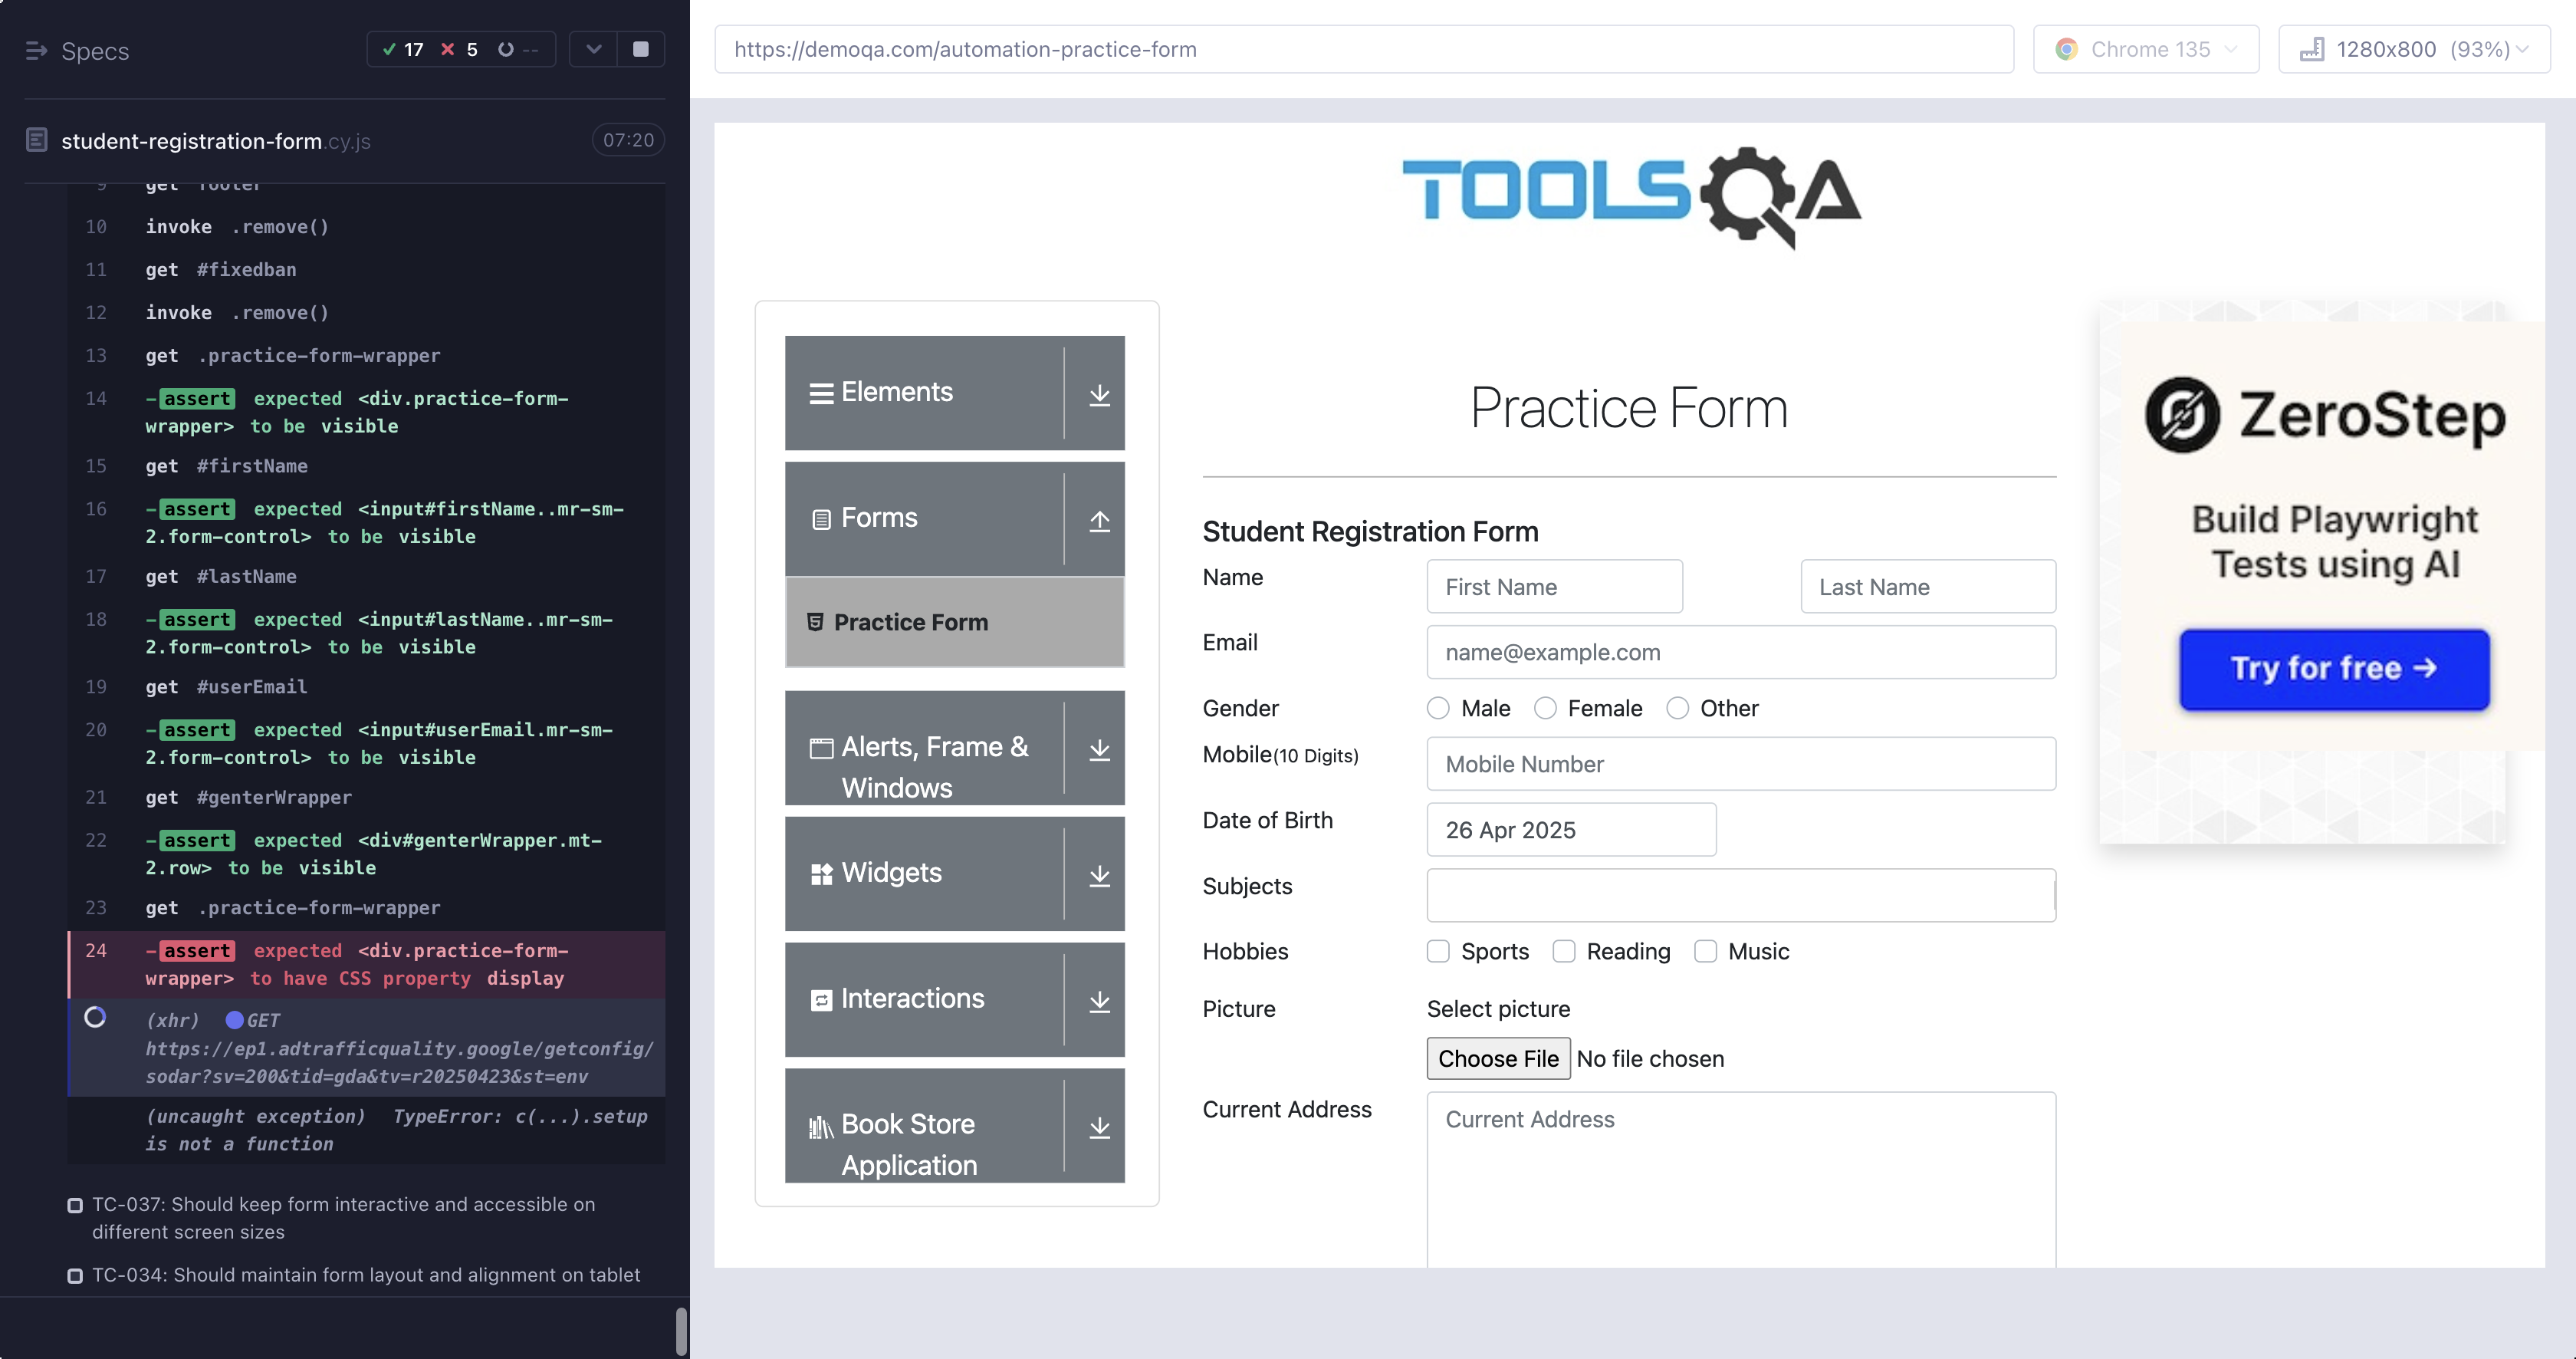 Specs
17 5 --
student-registration-form.cy.js 07:20
9 get footer
10 invoke .remove()
11 get #fixedban
12 invoke .remove()
13 get .practice-form-wrapper
14 -assert expected <div.practice-form-
wrapper> to be visible
15 get #firstName
16 -assert expected <input#firstName..mr-sm-
2.form-control> to be visible
17 get #lastName
18 -assert expected <input#lastName..mr-sm-
2.form-control> to be visible
19 get #userEmail
20 -assert expected <input#userEmail.mr-sm-
2.form-control> to be visible
21 get #genterWrapper
22 -assert expected <div#genterWrapper.mt-
2.row> to be visible
23 get .practice-form-wrapper
24 -assert expected <div.practice-form-
wrapper> to have CSS property display
(xhr) GET
https://ep1.adtrafficquality.google/getconfig/
sodar?sv=200&tid=gda&tv=r20250423&st=env
(uncaught exception) TypeError: c(...).setup
is not a function
TC-037: Should keep form interactive and accessible on
different screen sizes
TC-034: Should maintain form layout and alignment on tablet
https://demoqa.com/automation-practice-form
Chrome 135
1280x800 (93%)
TOOLSQA
Elements
Forms
Practice Form
Alerts, Frame &
Windows
Widgets
Interactions
Book Store
Application
Practice Form
Student Registration Form
Name First Name Last Name
Email name@example.com
Gender Male Female Other
Mobile(10 Digits) Mobile Number
Date of Birth 26 Apr 2025
Subjects
Hobbies Sports Reading Music
Picture Select picture
Choose File No file chosen
Current Address Current Address
ZeroStep
Build Playwright
Tests using AI
Try for free →